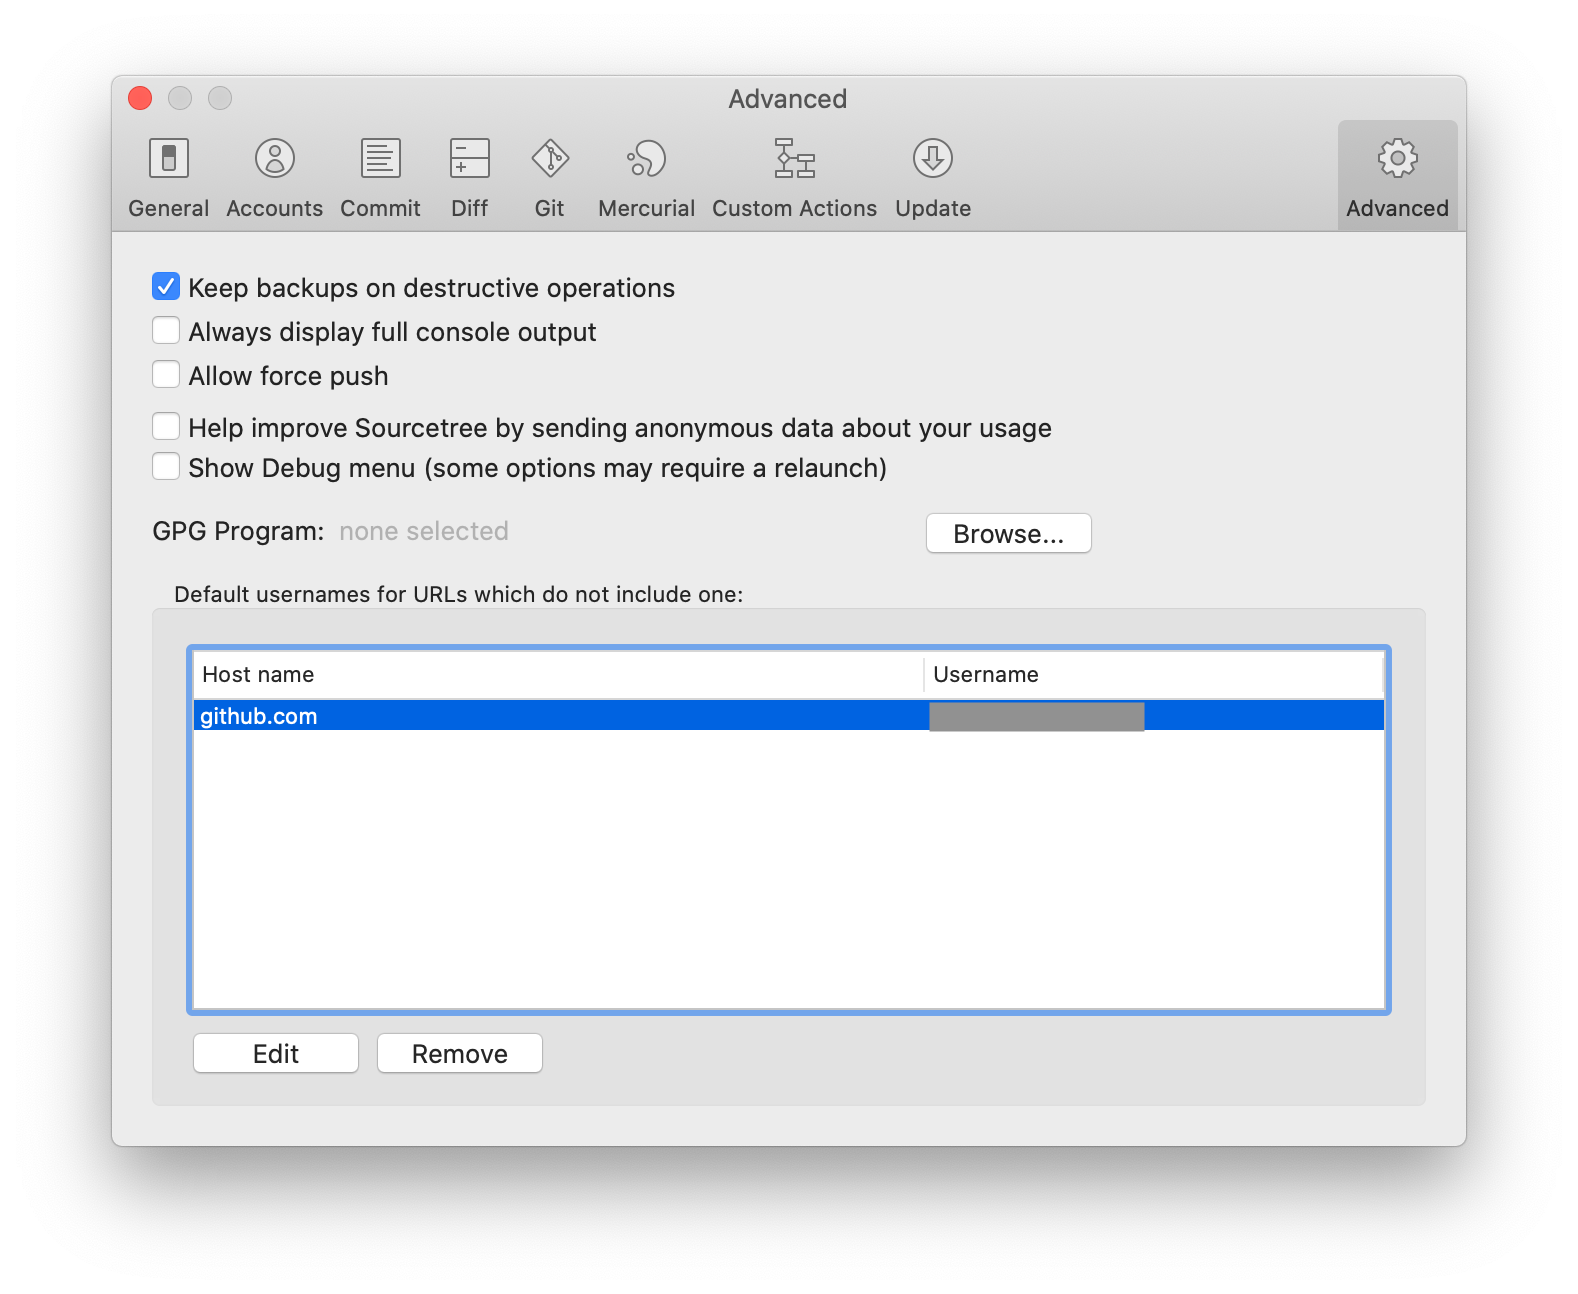 Advanced
General Accounts Commit Diff Git Mercurial Custom Actions Update Advanced
Keep backups on destructive operations
Always display full console output
Allow force push
Help improve Sourcetree by sending anonymous data about your usage
Show Debug menu (some options may require a relaunch)
GPG Program: none selected Browse...
Default usernames for URLs which do not include one:
Host name Username
github.com
Edit Remove